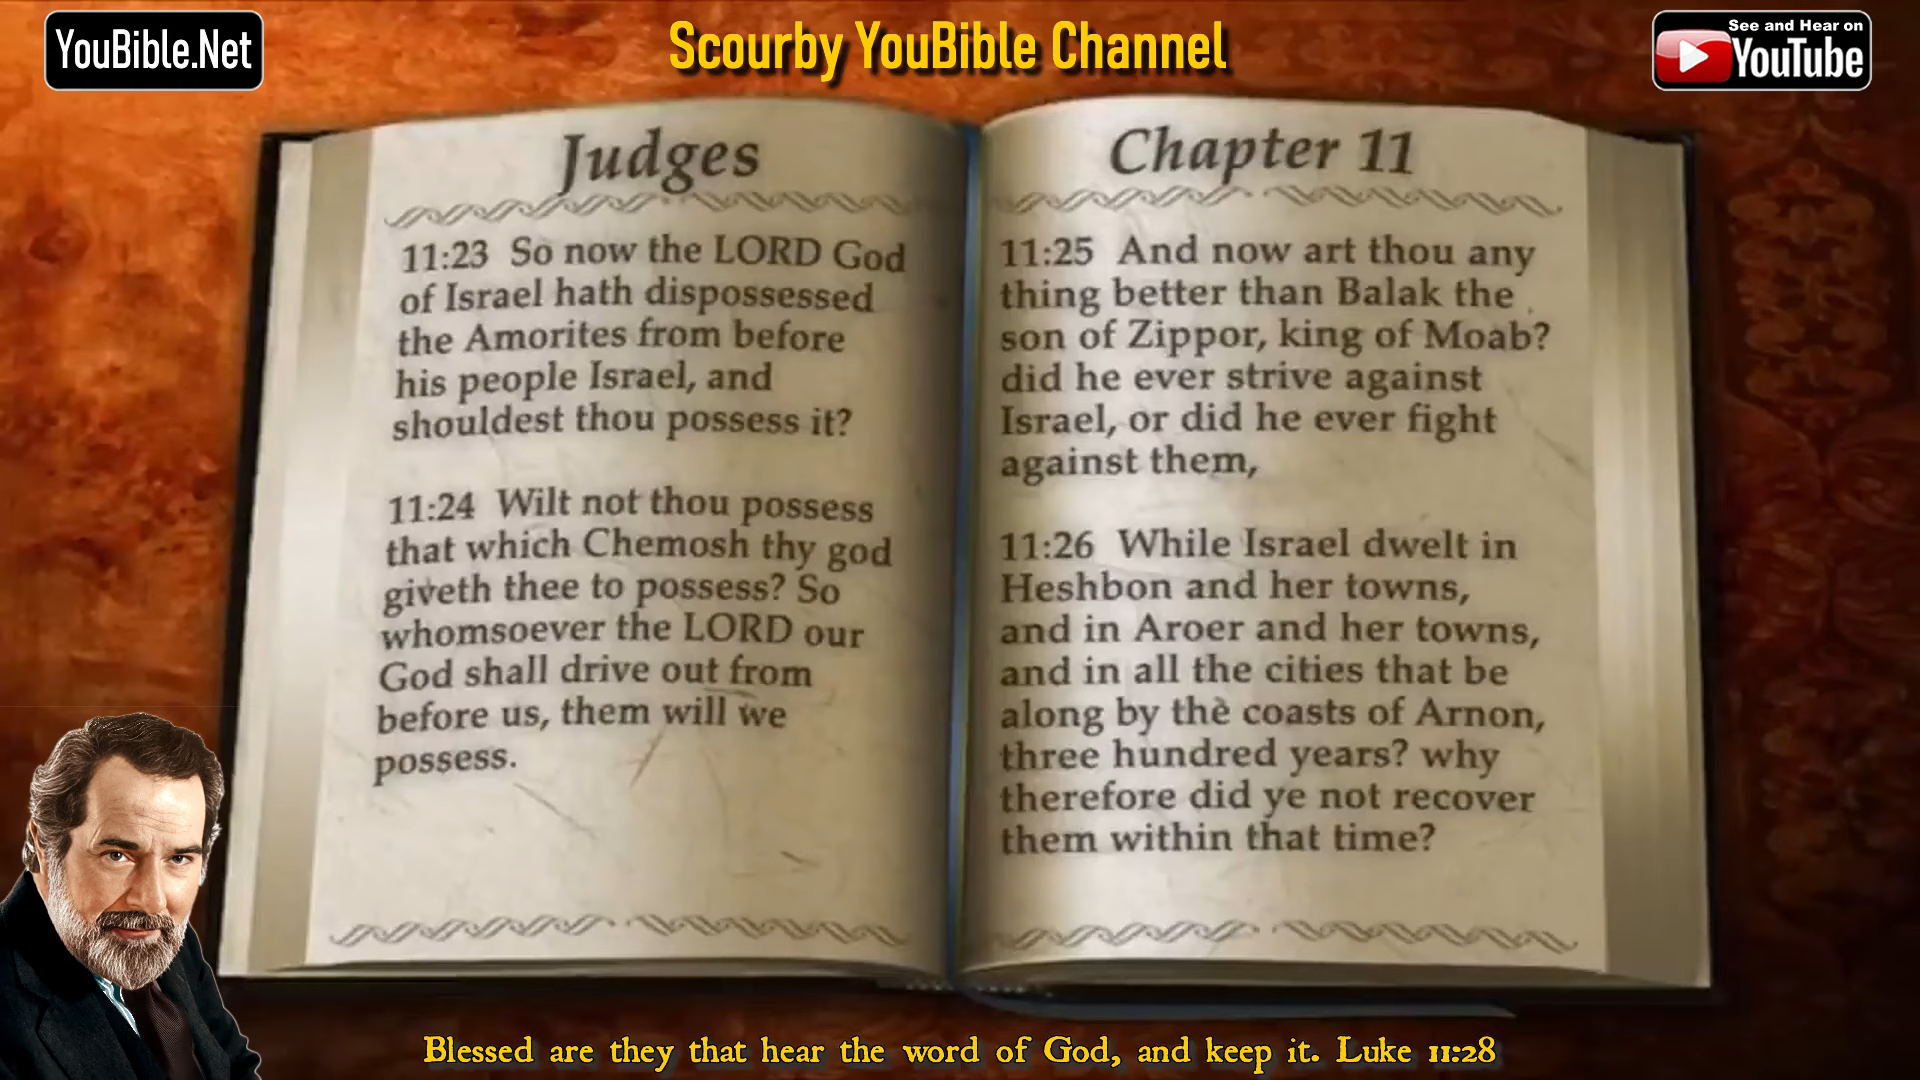 YouBible.Net
Scourby YouBible Channel
See and Hear on
YouTube
Judges
11:23 So now the LORD God
of Israel hath dispossessed
the Amorites from before
his people Israel, and
shouldest thou possess it?
11:24 Wilt not thou possess
that which Chemosh thy god
giveth thee to possess? So
whomsoever the LORD our
God shall drive out from
before us, them will we
possess.
Chapter 11
11:25 And now art thou any
thing better than Balak the
son of Zippor, king of Moab?
did he ever strive against
Israel, or did he ever fight
against them,
11:26 While Israel dwelt in
Heshbon and her towns,
and in Aroer and her towns,
and in all the cities that be
along by the coasts of Arnon,
three hundred years? why
therefore did ye not recover
them within that time?
Blessed are they that hear the word of God, and keep it. Luke 11:28